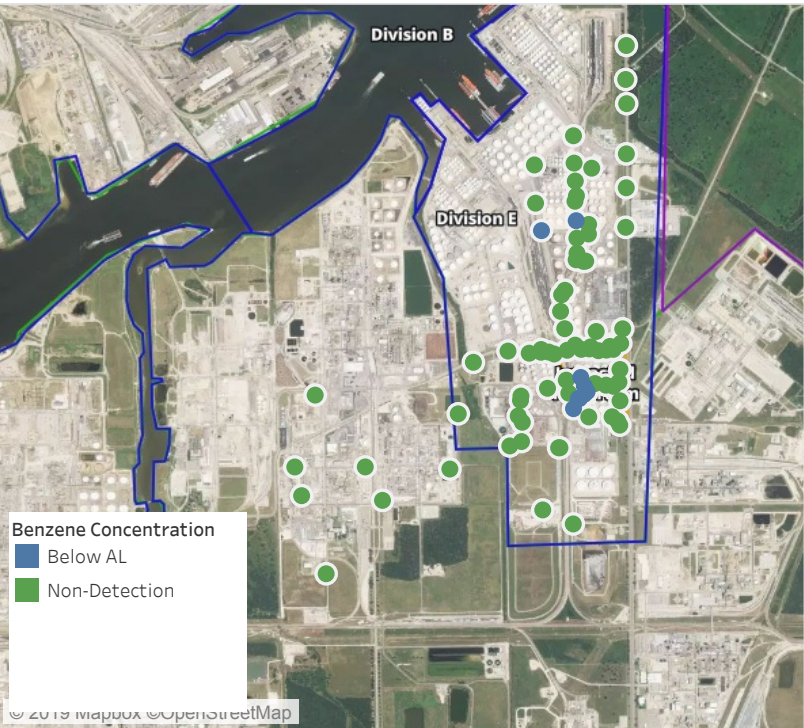 Division B
Division E
Benzene Concentration
Below AL
Non-Detection
© 2019 Mapbox ©OpenStreetMap